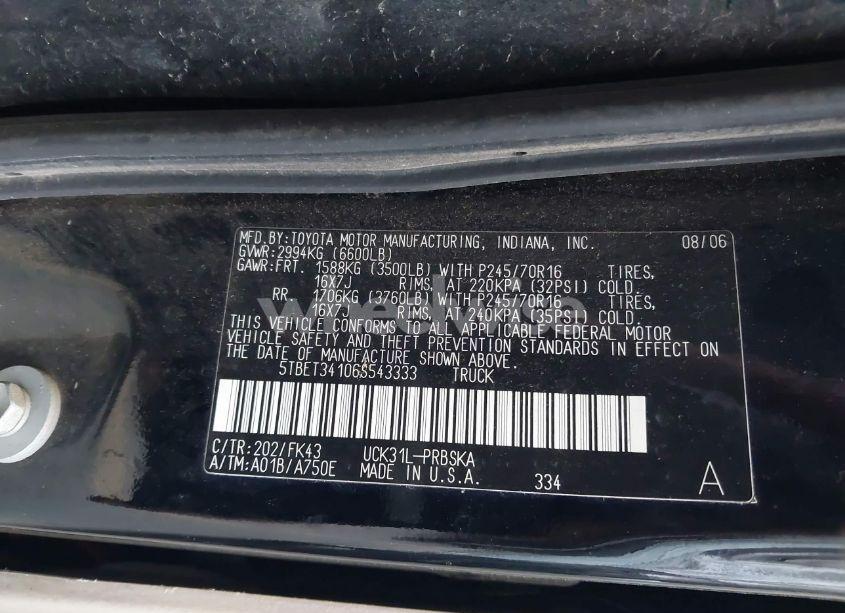 MFD.BY:TOYOTA MOTOR MANUFACTURING, INDIANA, INC. 08/06
GVWR:2994KG (6600LB)
GAWR:FRT. 1588KG (3500LB) WITH P245/70R16 TIRES,
16X7J RIMS, AT 220KPA (32PSI) COLD.
RR. 1706KG (3760LB) WITH P245/70R16 TIRES,
16X7J RIMS, AT 240KPA (35PSI) COLD.
THIS VEHICLE CONFORMS TO ALL APPLICABLE FEDERAL MOTOR
VEHICLE SAFETY AND THEFT PREVENTION STANDARDS IN EFFECT ON
THE DATE OF MANUFACTURE SHOWN ABOVE.
5TBET34106S543333 TRUCK
C/TR:202/FK43 UCK31L-PRBSKA
A/TM:A01B/A750E MADE IN U.S.A. 334 A